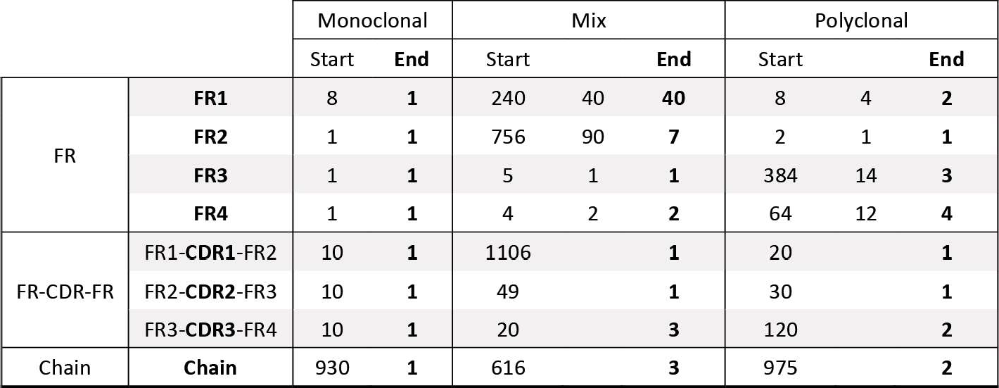 Monoclonal Mix Polyclonal
Start End Start End Start End
FR FR1 8 1 240 40 40 8 4 2
FR2 1 1 756 90 7 2 1 1
FR3 1 1 5 1 1 384 14 3
FR4 1 1 4 2 2 64 12 4
FR-CDR-FR FR1-CDR1-FR2 10 1 1106 1 20 1
FR2-CDR2-FR3 10 1 49 1 30 1
FR3-CDR3-FR4 10 1 20 3 120 2
Chain Chain 930 1 616 3 975 2